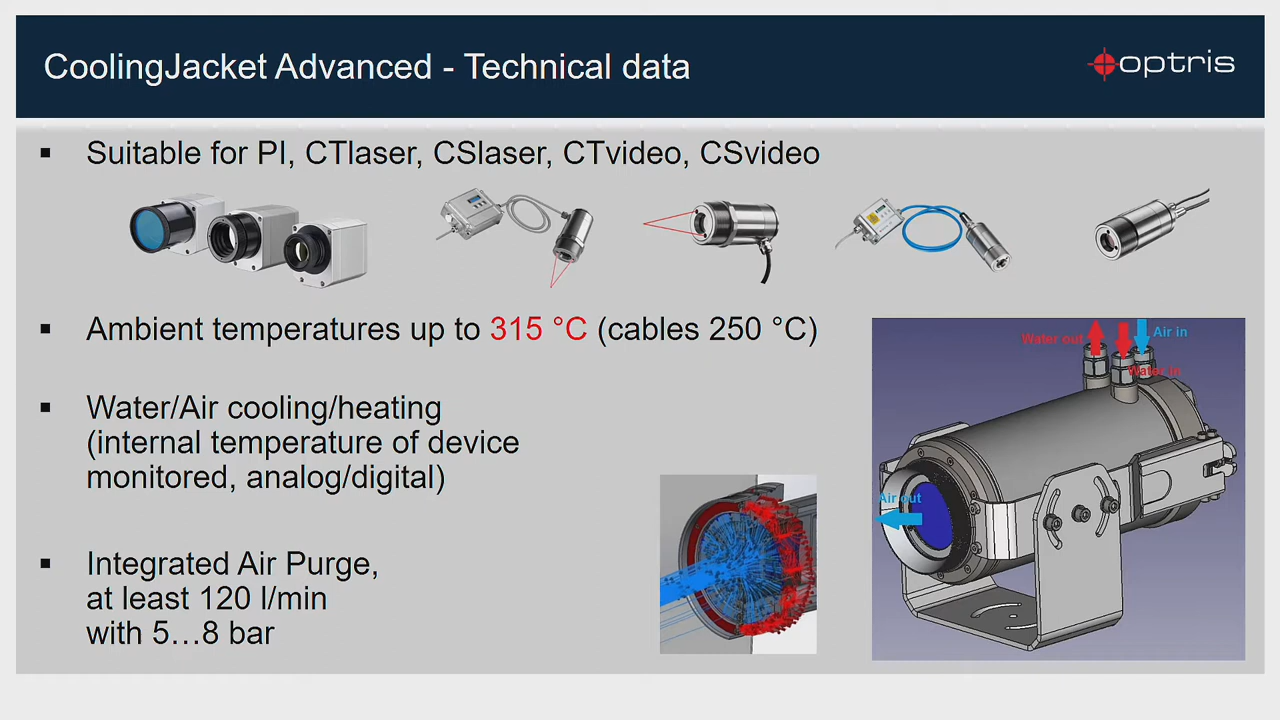 CoolingJacket Advanced - Technical data
optris
▪ Suitable for PI, CTlaser, CSlaser, CTvideo, CSvideo
▪ Ambient temperatures up to 315 °C (cables 250 °C)
Water out
Air in
Water in
▪ Water/Air cooling/heating
(internal temperature of device
monitored, analog/digital)
Air out
▪ Integrated Air Purge,
at least 120 l/min
with 5…8 bar